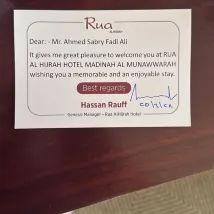 Rua
ALHIJRAH
Dear: - Mr. Ahmed Sabry Fadl Ali
It gives me great pleasure to welcome you at RUA
AL HIJRAH HOTEL MADINAH AL MUNAWWARAH
wishing you a memorable and an enjoyable stay.
Best regards
Hassan Rauff
General Manager - Rua AlHijrah Hotel